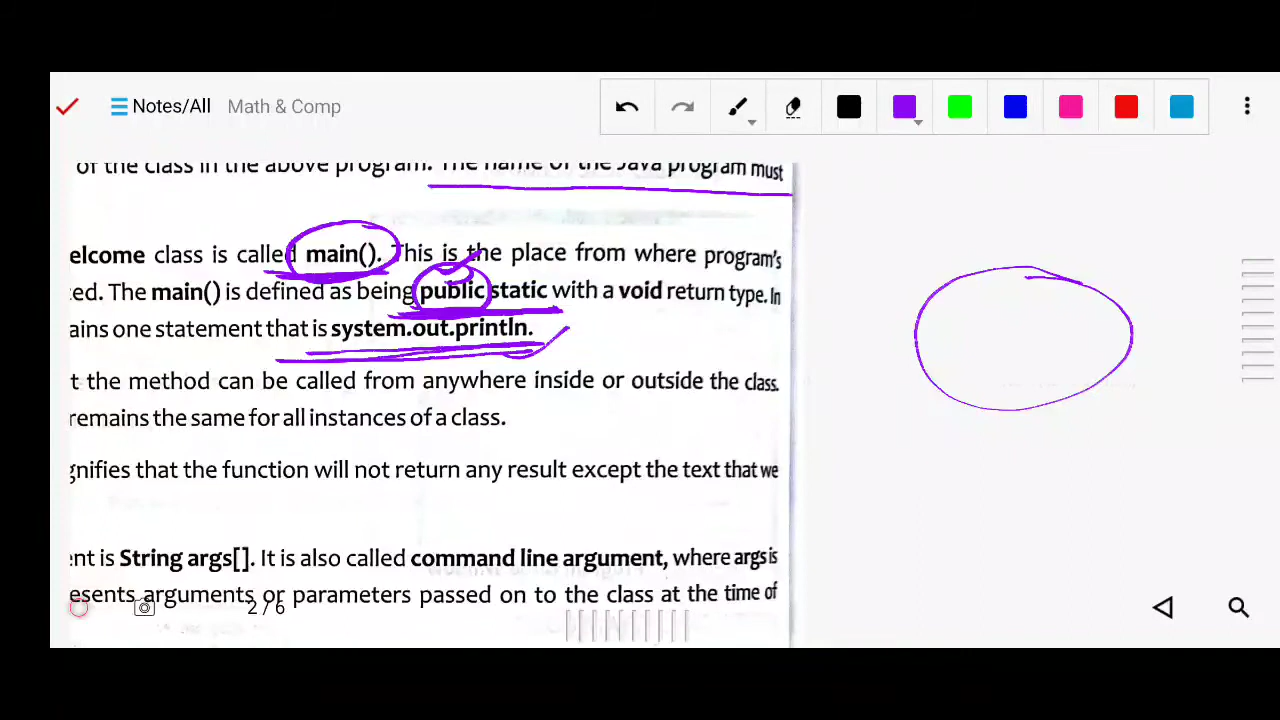 Notes/All Math & Comp
of the class in the above program. The name of the Java program must
elcome class is called main(). This is the place from where program's
ed. The main() is defined as being public static with a void return type. In
ains one statement that is system.out.println.
t the method can be called from anywhere inside or outside the class.
remains the same for all instances of a class.
gnifies that the function will not return any result except the text that we
ent is String args[]. It is also called command line argument, where args is
esents arguments or parameters passed on to the class at the time of
2 / 6